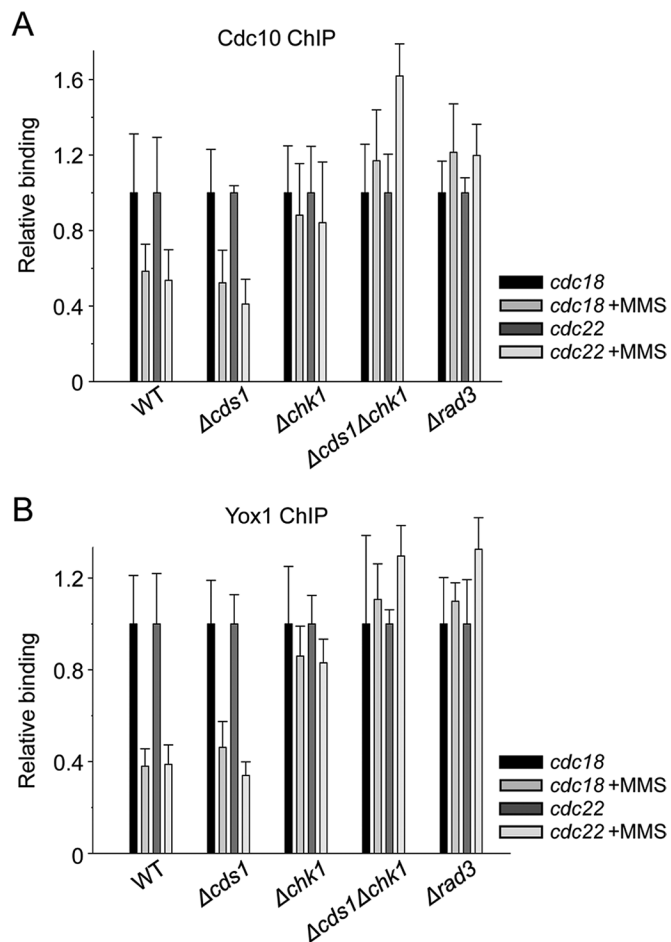 A
Cdc10 ChIP
Relative binding
1.6
1.2
0.8
0.4
0
WT
Δcds1
Δchk1
Δcds1Δchk1
Δrad3
cdc18
cdc18 +MMS
cdc22
cdc22 +MMS
B
Yox1 ChIP
Relative binding
1.2
0.8
0.4
0
WT
Δcds1
Δchk1
Δcds1Δchk1
Δrad3
cdc18
cdc18 +MMS
cdc22
cdc22 +MMS